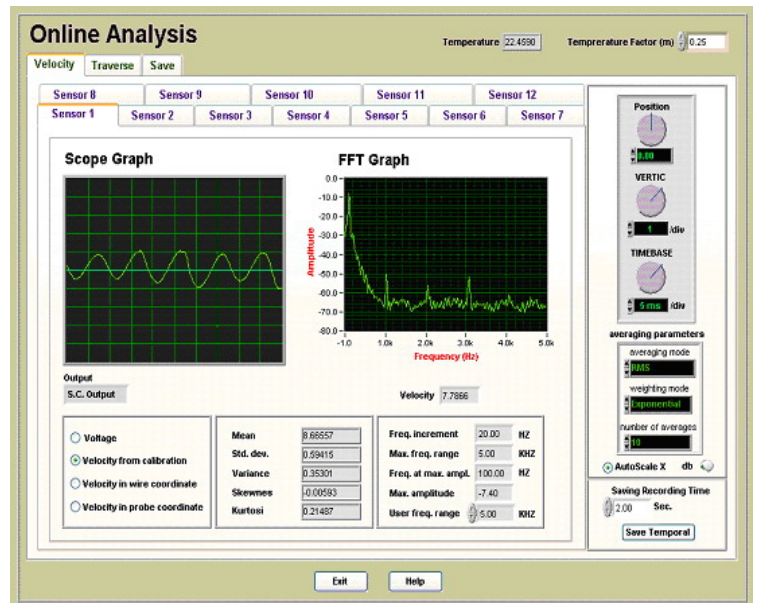 Online Analysis
Temperature 22.4590 Temprerature Factor (m) 0.25
Velocity Traverse Save
Sensor 8 Sensor 9 Sensor 10 Sensor 11 Sensor 12
Sensor 1 Sensor 2 Sensor 3 Sensor 4 Sensor 5 Sensor 6 Sensor 7
Scope Graph
FFT Graph
0.0
-10.0
-20.0
-30.0
-40.0
-50.0
-60.0
-70.0
-80.0
Amplitude
-1.0 1.0k 2.0k 3.0k 4.0k 5.0k
Frequency (Hz)
Output
S.C. Output
Velocity 7.7866
Voltage
Velocity from calibration
Velocity in wire coordinate
Velocity in probe coordinate
Mean 8.66557
Std. dev. 0.59415
Variance 0.35301
Skewnes -0.00593
Kurtosi 0.21487
Freq. increment 20.00 HZ
Max. freq. range 5.00 KHZ
Freq. at max. ampl. 100.00 HZ
Max. amplitude -7.40
User freq. range 5.00 KHZ
Position
0.00
VERTIC
1 /div
TIMEBASE
5 ms /div
averaging parameters
averaging mode
RMS
weighting mode
Exponential
number of averages
10
AutoScale X db
Saving Recording Time
2.00 Sec.
Save Temporal
Exit Help